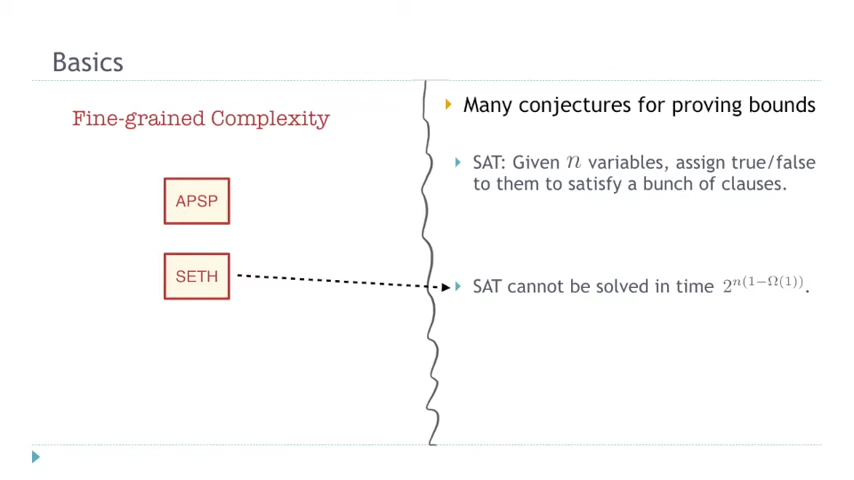 Basics
Fine-grained Complexity
APSP
SETH
Many conjectures for proving bounds
SAT: Given n variables, assign true/false
to them to satisfy a bunch of clauses.
SAT cannot be solved in time 2^{n(1−Ω(1))}.